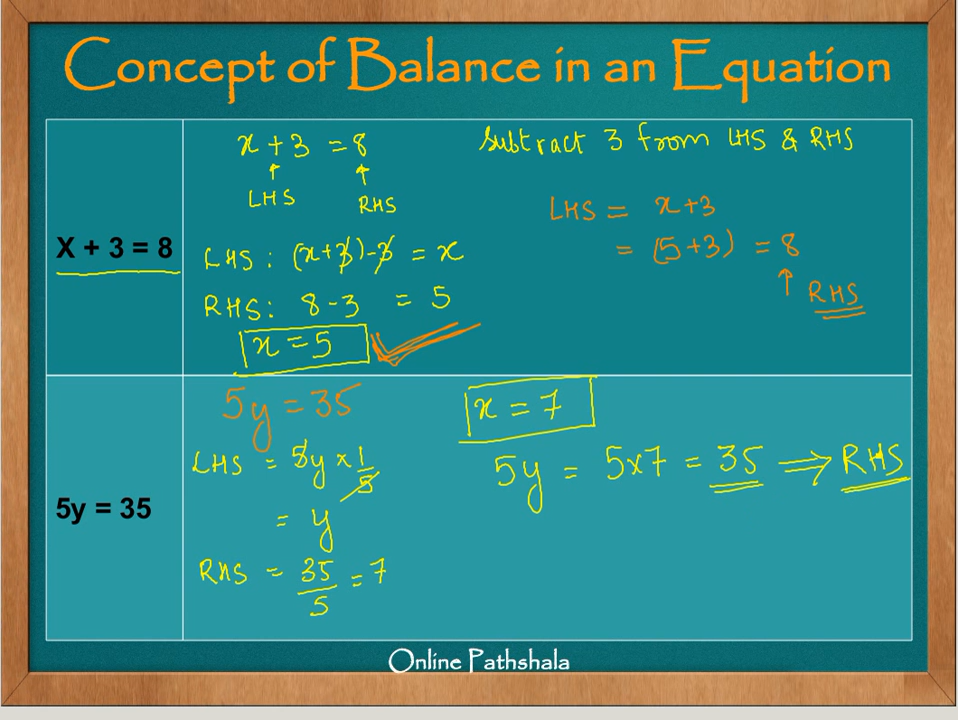 Concept of Balance in an Equation
X + 3 = 8
x + 3 = 8
↑ ↑
LHS RHS
LHS : (x+3)-3 = x
RHS : 8-3 = 5
x = 5
Subtract 3 from LHS & RHS
LHS = x+3
= (5+3) = 8
↑ RHS
5y = 35
5y = 35
LHS = 5y × 1/5
= y
RHS = 35/5 = 7
x = 7
5y = 5×7 = 35 ⇒ RHS
Online Pathshala